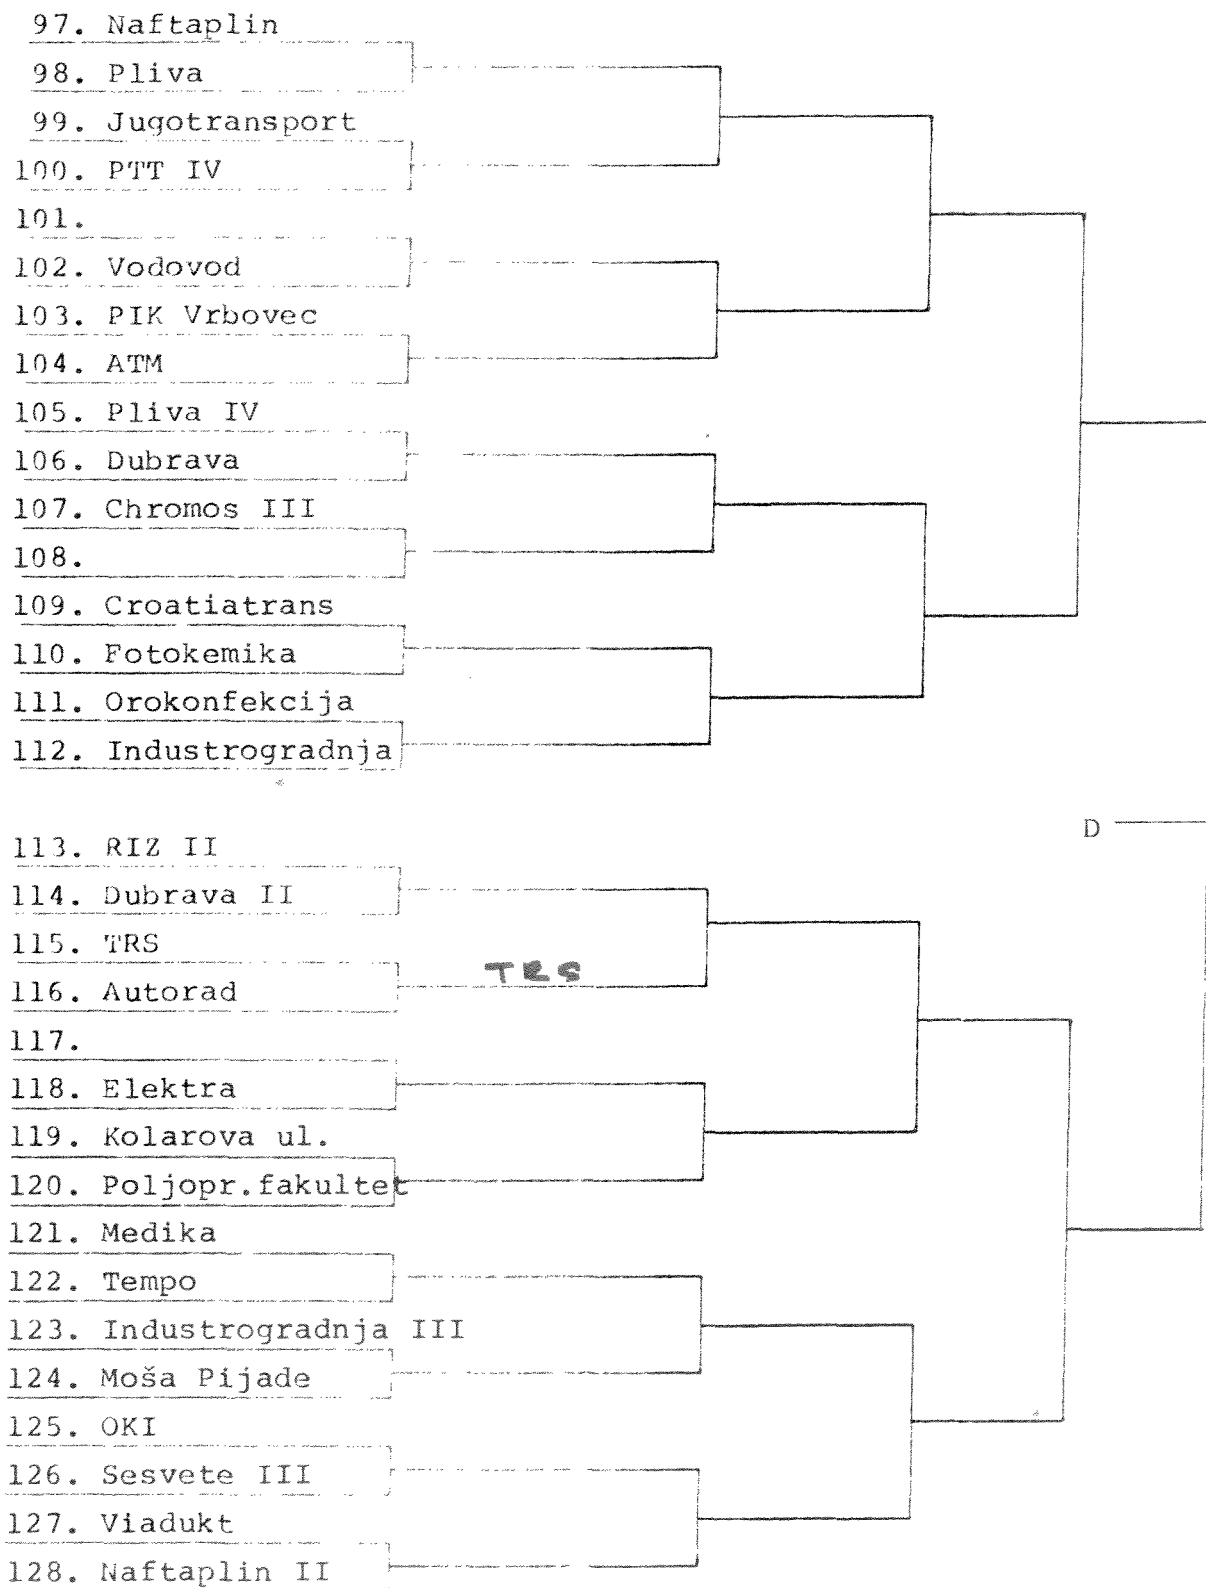 97. Naftaplin
98. Pliva
99. Jugotransport
100. PTT IV
101.
102. Vodovod
103. PIK Vrbovec
104. ATM
105. Pliva IV
106. Dubrava
107. Chromos III
108.
109. Croatiatrans
110. Fotokemika
111. Orokonfekcija
112. Industrogradnja
D
113. RIZ II
114. Dubrava II
115. TRS
TRS
116. Autorad
117.
118. Elektra
119. Kolarova ul.
120. Poljopr.fakultet
121. Medika
122. Tempo
123. Industrogradnja III
124. Moša Pijade
125. OKI
126. Sesvete III
127. Viadukt
128. Naftaplin II